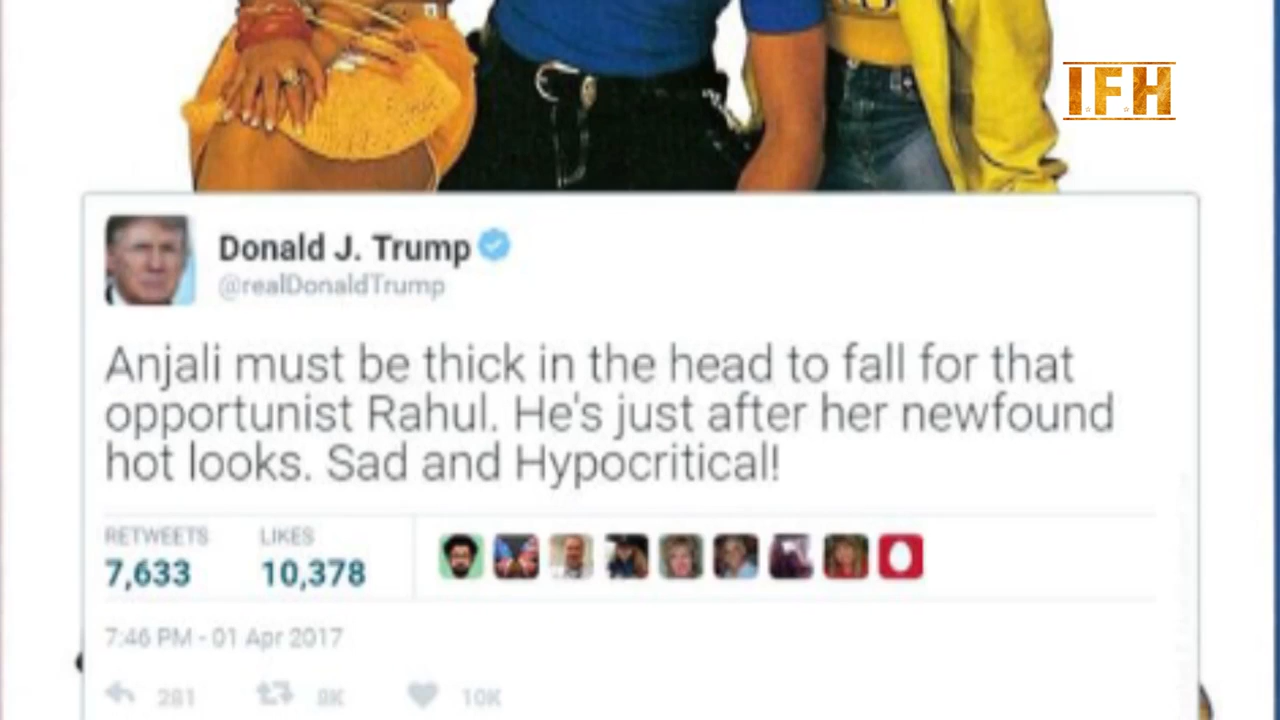 I.F.H
Donald J. Trump
@realDonaldTrump
Anjali must be thick in the head to fall for that
opportunist Rahul. He's just after her newfound
hot looks. Sad and Hypocritical!
RETWEETS LIKES
7,633 10,378
7:46 PM - 01 Apr 2017
281 8K 10K